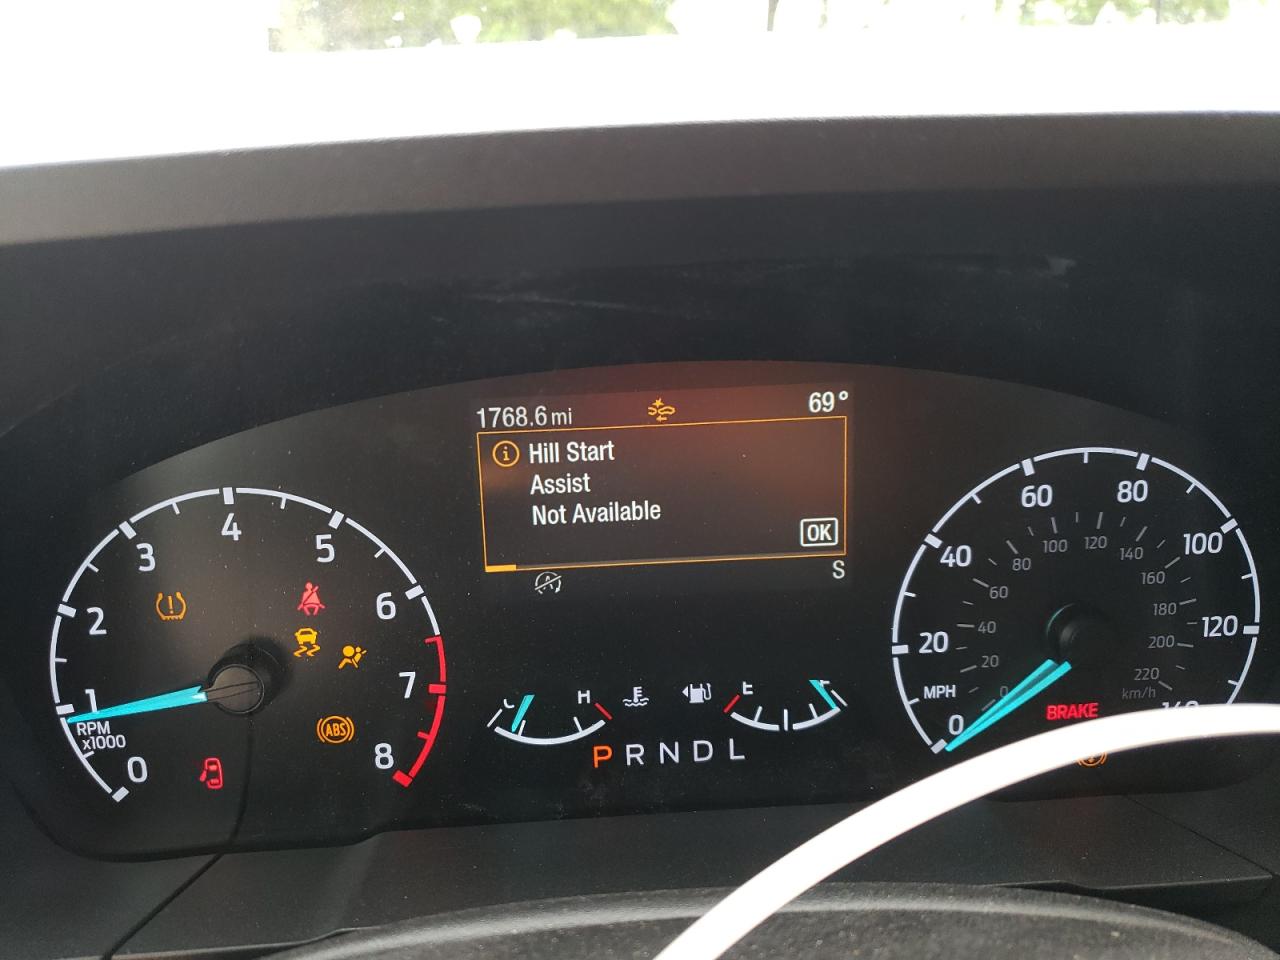 1768.6 mi 69°
Hill Start
Assist
Not Available
OK
S
0
1
2
3
4
5
6
7
8
RPM
x1000
ABS
C H
E F
P R N D L
0
20
40
60
80
100
120
140
MPH
0
20
40
60
80
100
120
140
160
180
200
220
km/h
BRAKE